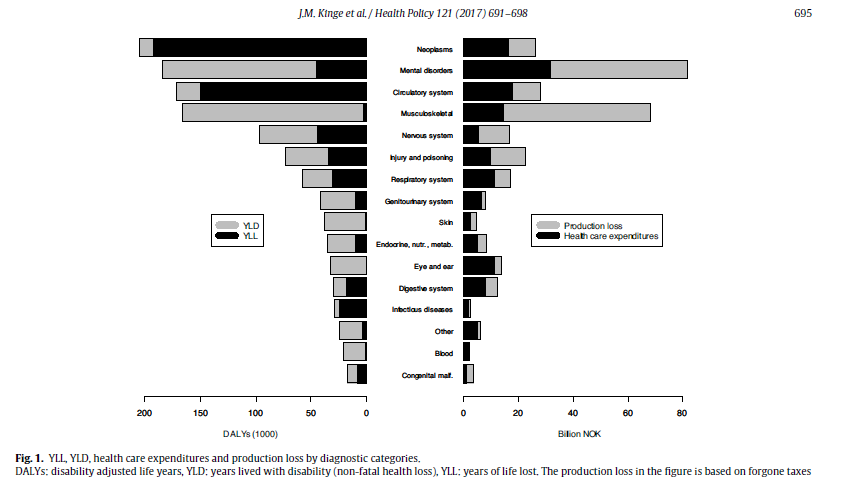 J.M. Kinge et al. / Health Policy 121 (2017) 691–698
695
Neoplasms
Mental disorders
Circulatory system
Musculoskeletal
Nervous system
Injury and poisoning
Respiratory system
Genitourinary system
Skin
Endocrine, nutr., metab.
Eye and ear
Digestive system
Infectious diseases
Other
Blood
Congenital malf.
YLD
YLL
Production loss
Health care expenditures
200 150 100 50 0
0 20 40 60 80
DALYs (1000)
Billion NOK
Fig. 1. YLL, YLD, health care expenditures and production loss by diagnostic categories.
DALYs: disability adjusted life years, YLD: years lived with disability (non-fatal health loss), YLL: years of life lost. The production loss in the figure is based on forgone taxes